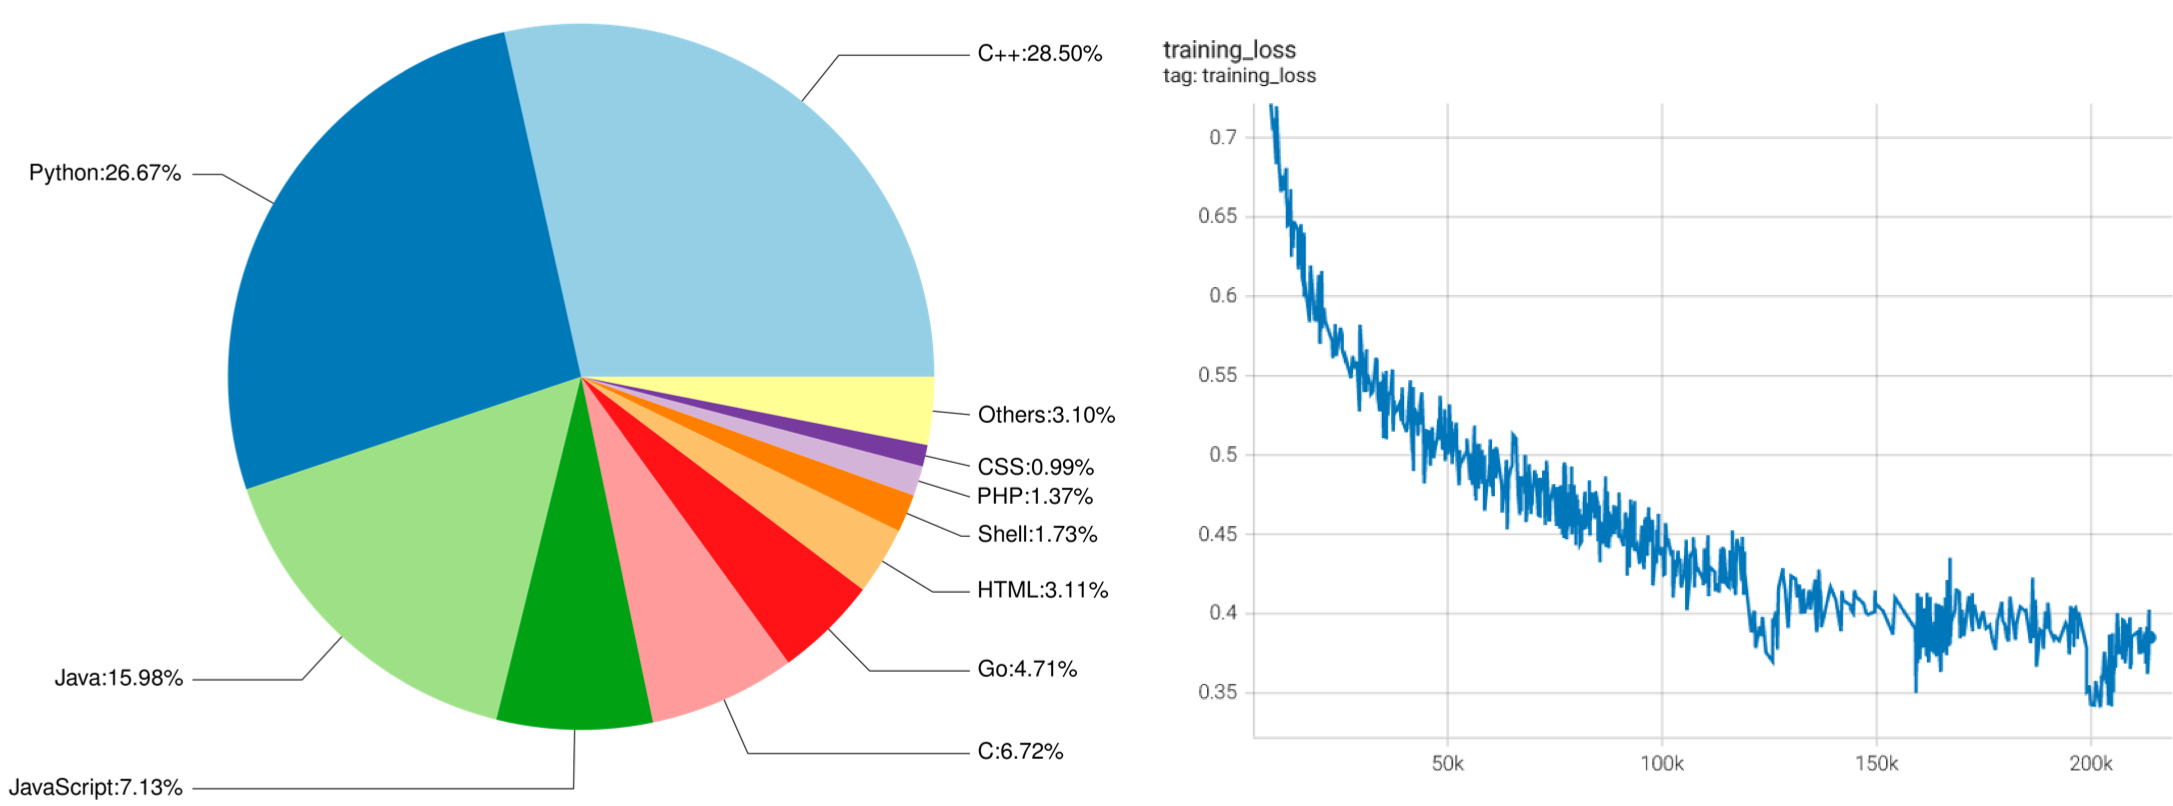 C++:28.50%
Python:26.67%
Others:3.10%
CSS:0.99%
PHP:1.37%
Shell:1.73%
HTML:3.11%
Java:15.98%
Go:4.71%
C:6.72%
JavaScript:7.13%
training_loss
tag: training_loss
0.7
0.65
0.6
0.55
0.5
0.45
0.4
0.35
50k 100k 150k 200k